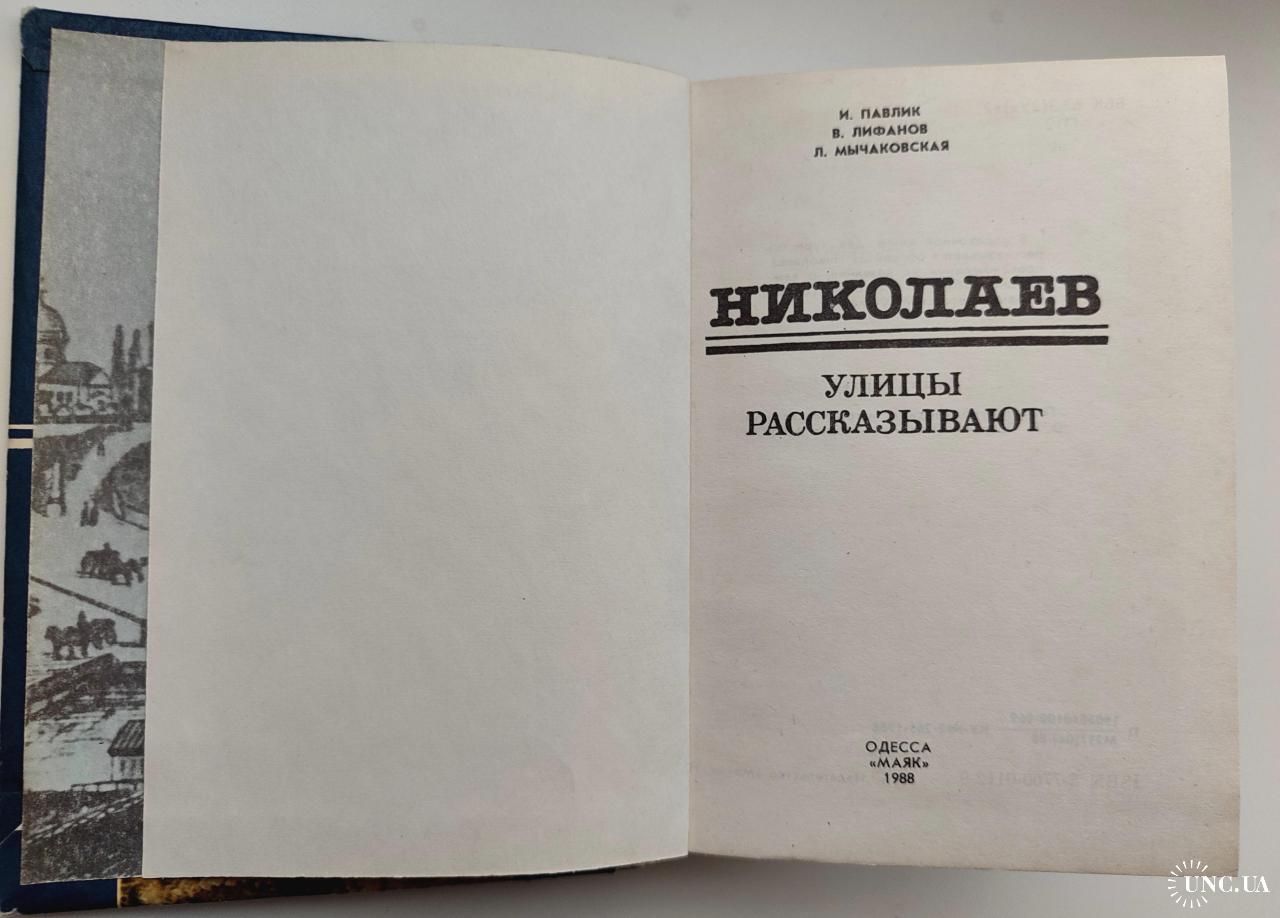 И. ПАВЛИК
В. ЛИФАНОВ
Л. МЫЧАКОВСКАЯ
НИКОЛАЕВ
УЛИЦЫ
РАССКАЗЫВАЮТ
ОДЕССА
«МАЯК»
1988
UNC.UA